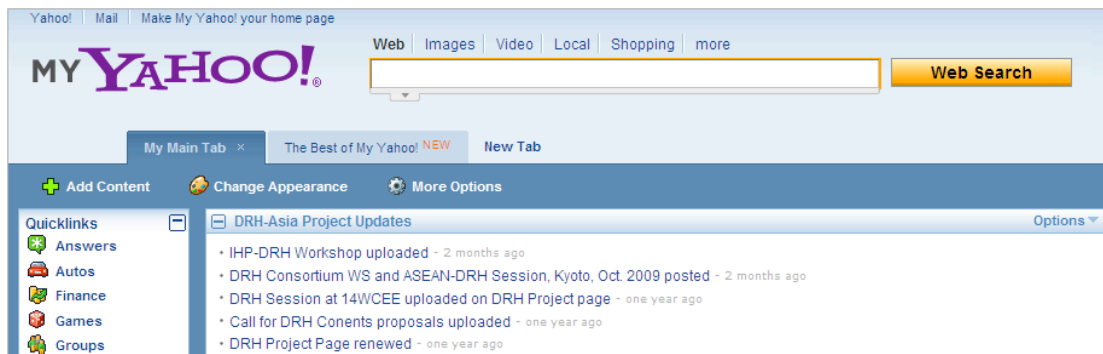 Yahoo! Mail Make My Yahoo! your home page
Web Images Video Local Shopping more
MY YAHOO!®
Web Search
My Main Tab × The Best of My Yahoo! NEW New Tab
Add Content Change Appearance More Options
Quicklinks
Answers
Autos
Finance
Games
Groups
DRH-Asia Project Updates Options
• IHP-DRH Workshop uploaded - 2 months ago
• DRH Consortium WS and ASEAN-DRH Session, Kyoto, Oct. 2009 posted - 2 months ago
• DRH Session at 14WCEE uploaded on DRH Project page - one year ago
• Call for DRH Conents proposals uploaded - one year ago
• DRH Project Page renewed - one year ago